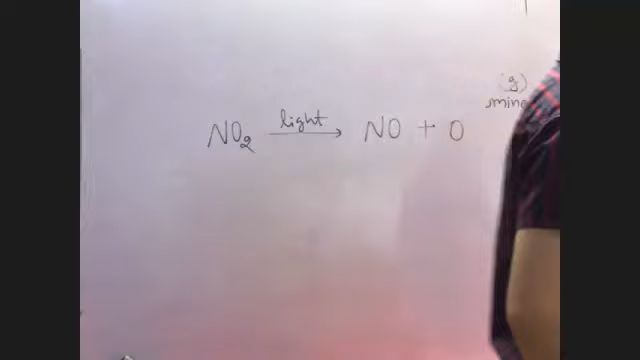 (g)
NO₂ light→ NO + O